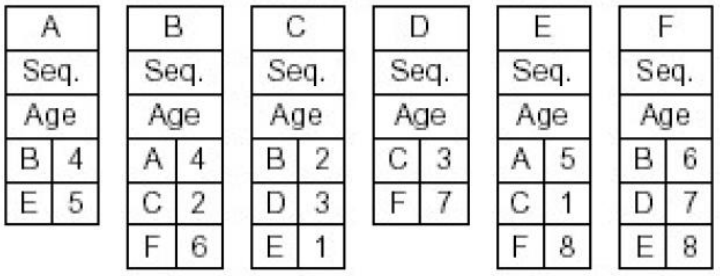 A B C D E F
Seq. Seq. Seq. Seq. Seq. Seq.
Age Age Age Age Age Age
B 4 A 4 B 2 C 3 A 5 B 6
E 5 C 2 D 3 F 7 C 1 D 7
F 6 E 1 F 8 E 8